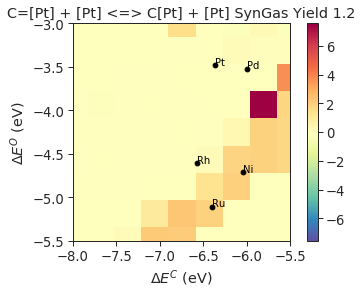 C=[Pt] + [Pt] <=> C[Pt] + [Pt] SynGas Yield 1.2
−3.0
−3.5
−4.0
−4.5
−5.0
−5.5
ΔE^O (eV)
Pt
Pd
Rh
Ni
Ru
−8.0 −7.5 −7.0 −6.5 −6.0 −5.5
ΔE^C (eV)
6
4
2
0
−2
−4
−6